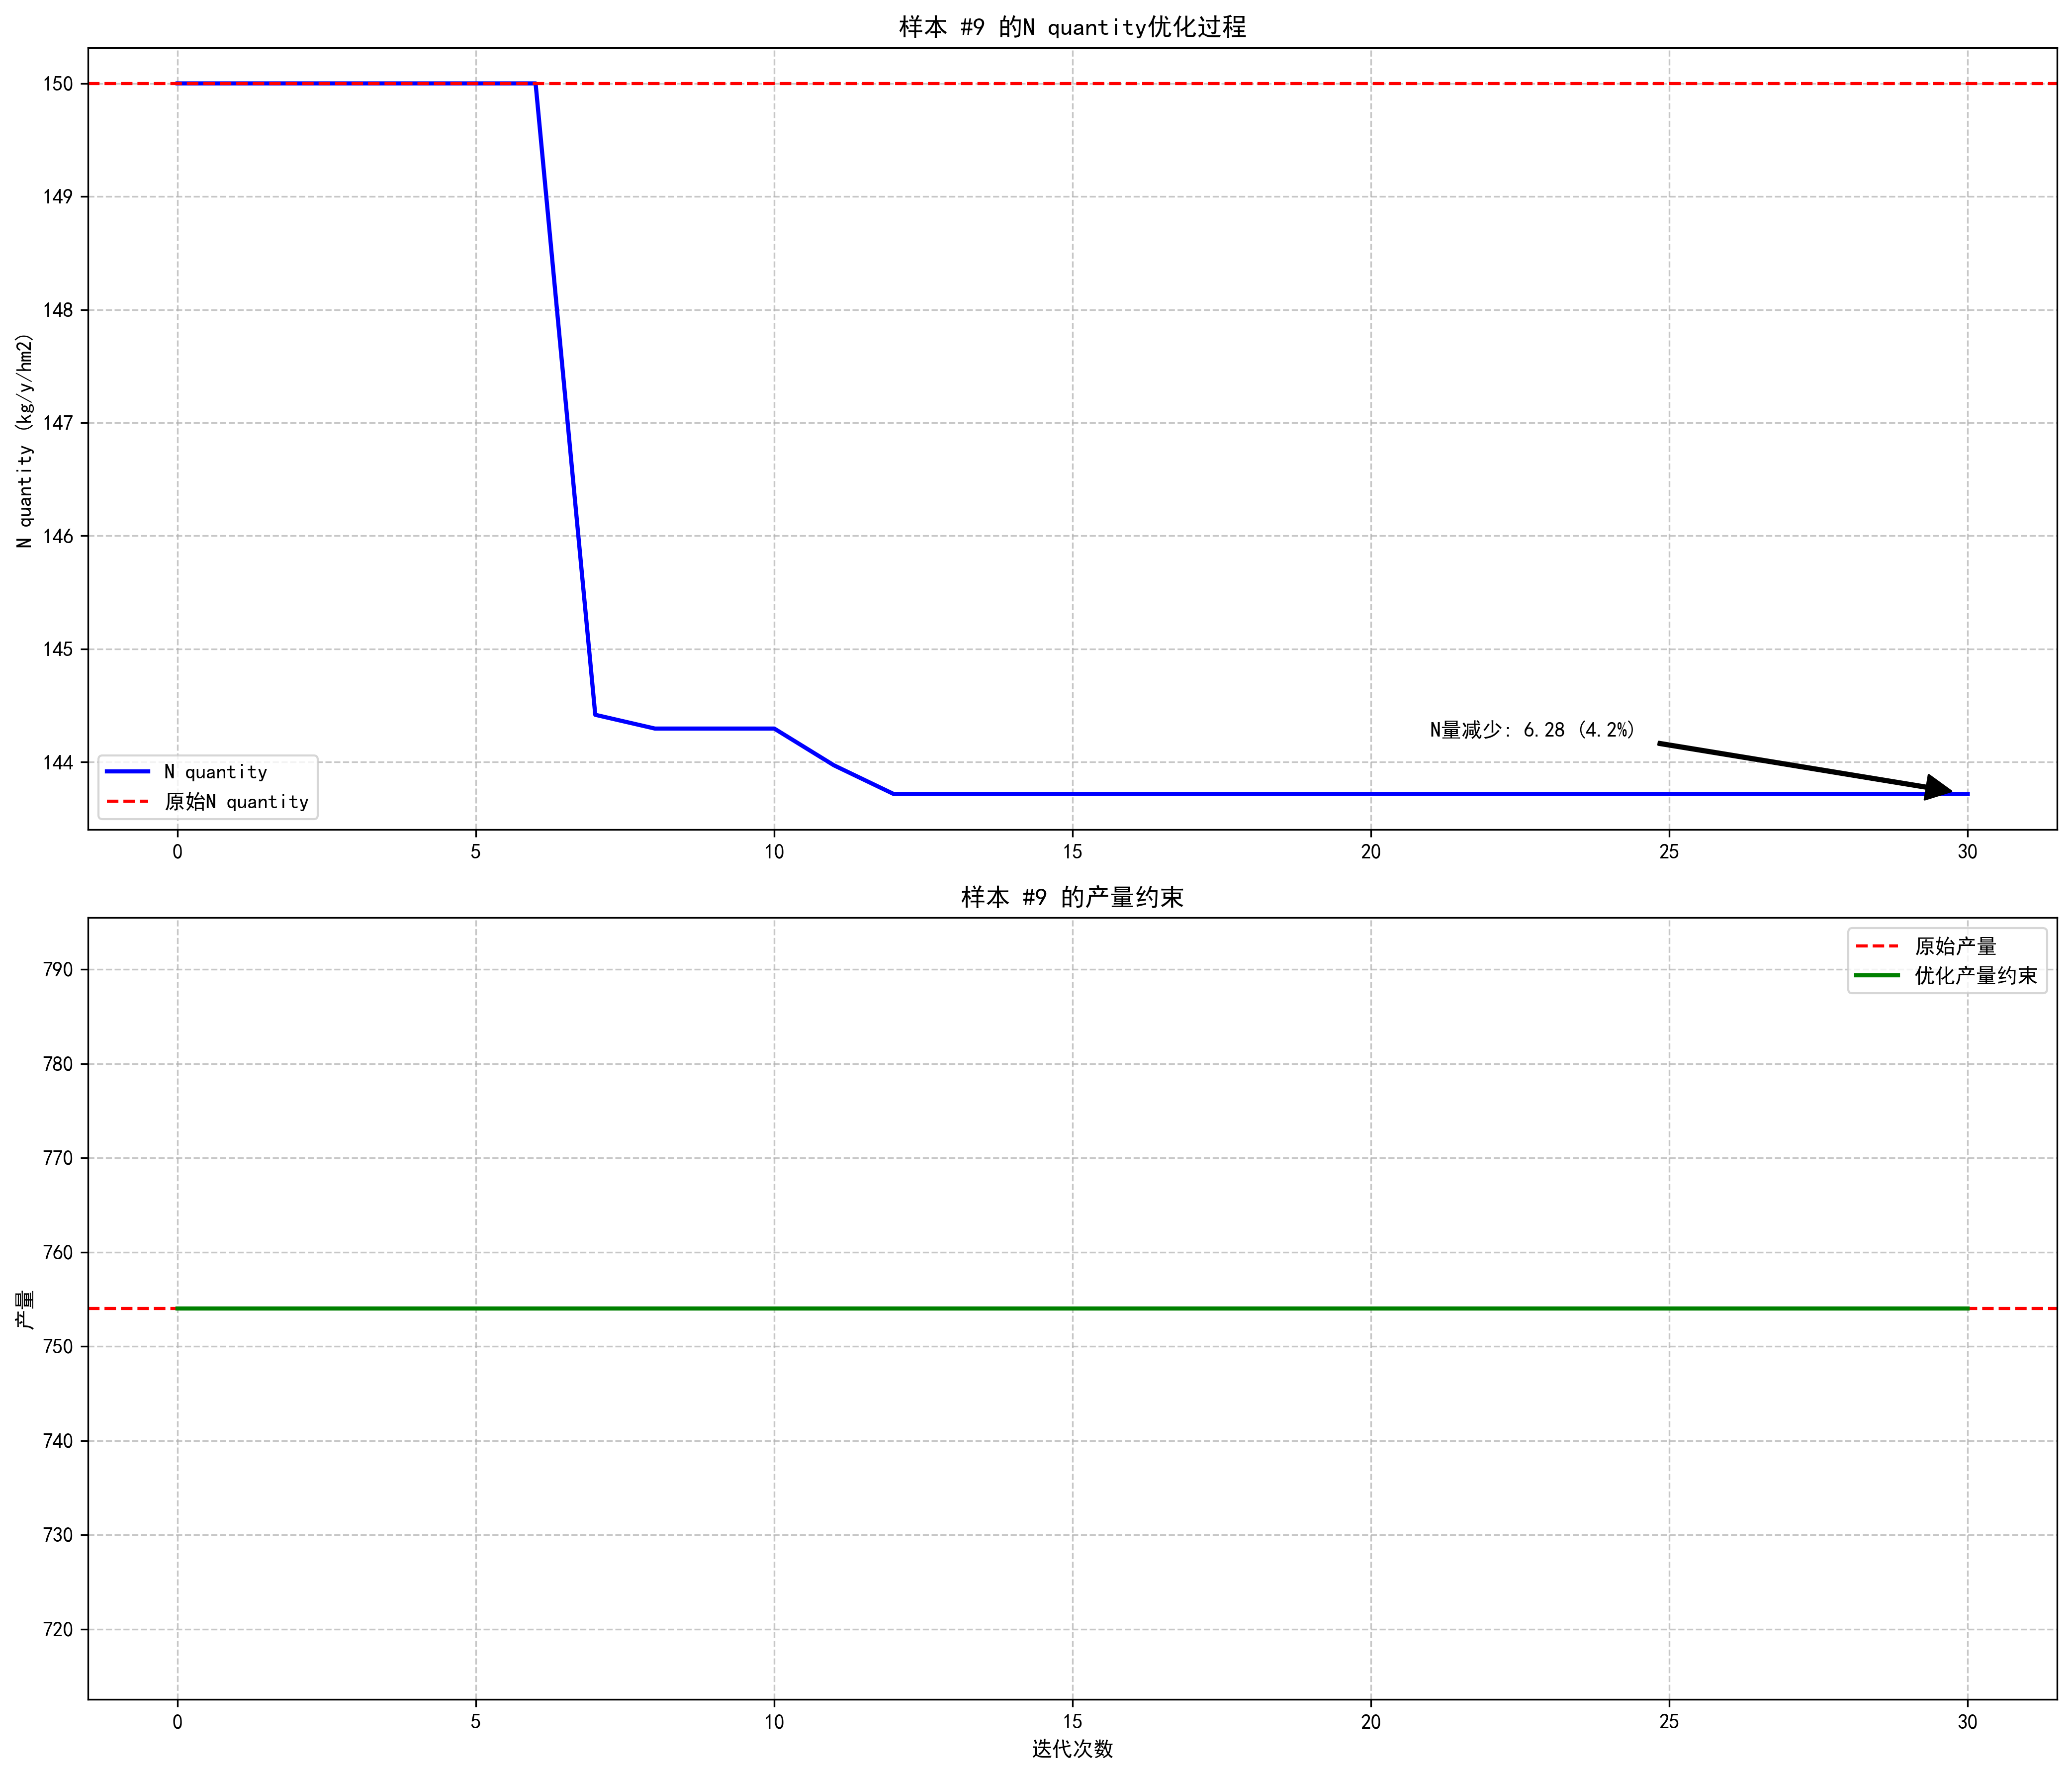 样本 #9 的N quantity优化过程
N quantity (kg/y/hm2)
150
149
148
147
146
145
144
N量减少: 6.28 (4.2%)
N quantity
原始N quantity
0 5 10 15 20 25 30
样本 #9 的产量约束
产量
790
780
770
760
750
740
730
720
原始产量
优化产量约束
0 5 10 15 20 25 30
迭代次数